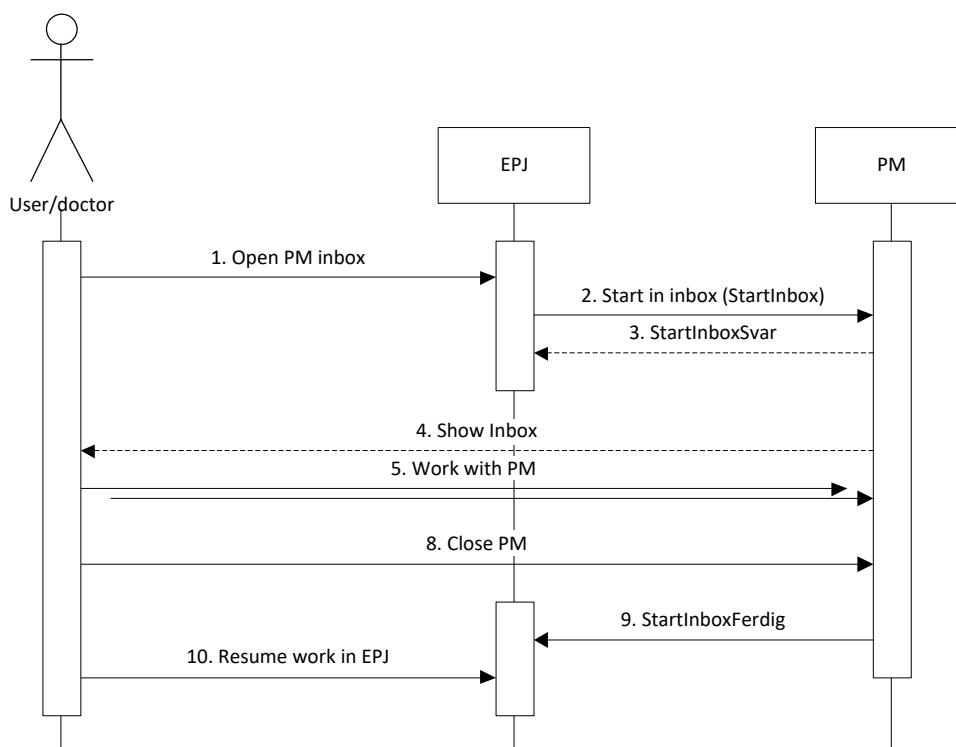 EPJ
PM
User/doctor
1. Open PM inbox
2. Start in inbox (StartInbox)
3. StartInboxSvar
4. Show Inbox
5. Work with PM
8. Close PM
9. StartInboxFerdig
10. Resume work in EPJ